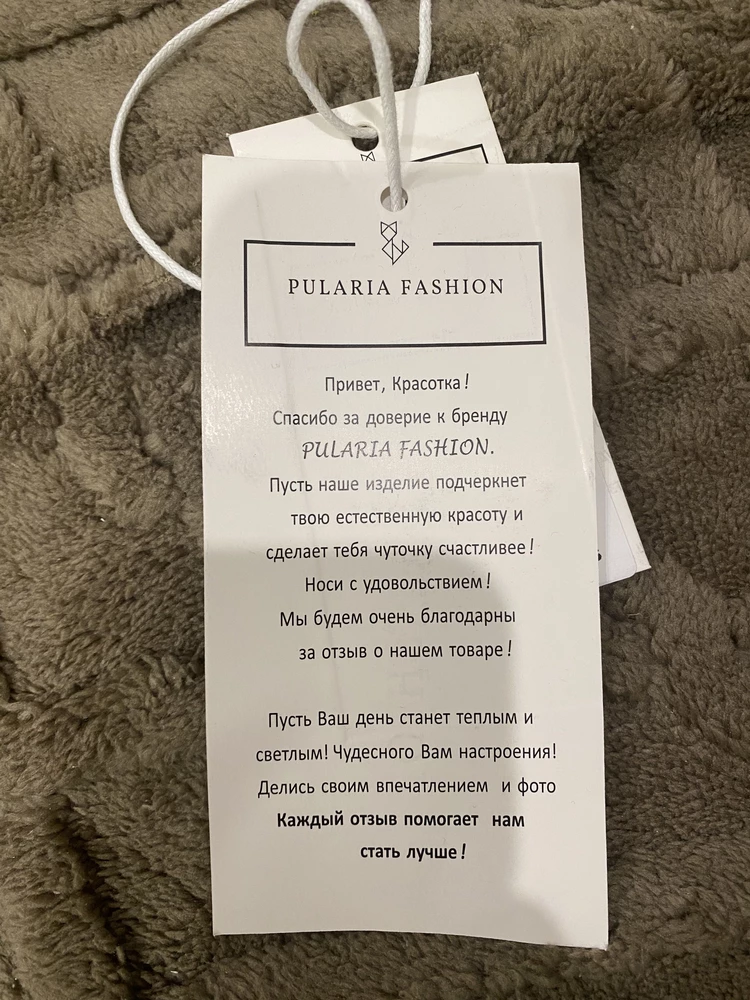 PULARIA FASHION
Привет, Красотка!
Спасибо за доверие к бренду
PULARIA FASHION.
Пусть наше изделие подчеркнет
твою естественную красоту и
сделает тебя чуточку счастливее!
Носи с удовольствием!
Мы будем очень благодарны
за отзыв о нашем товаре!
Пусть Ваш день станет теплым и
светлым! Чудесного Вам настроения!
Делись своим впечатлением и фото
Каждый отзыв помогает нам
стать лучше!